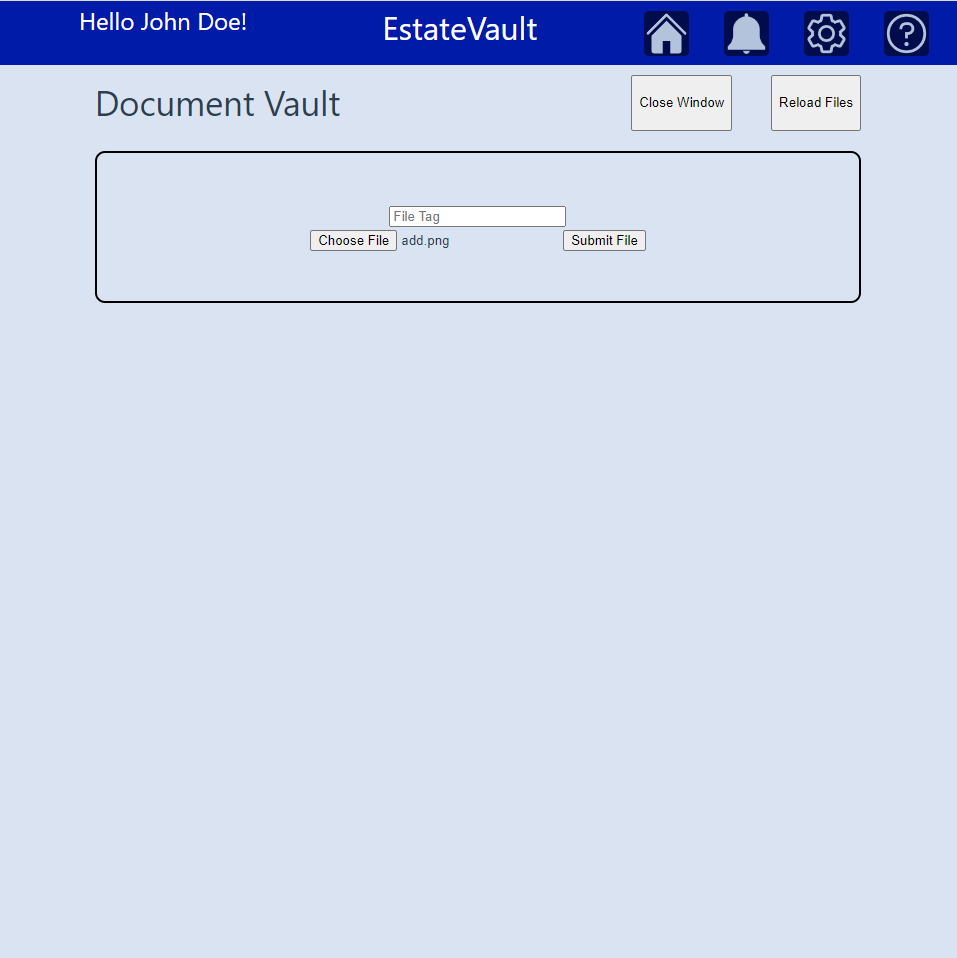 Hello John Doe!
EstateVault
?
Document Vault
Close Window
Reload Files
File Tag
Choose File add.png
Submit File